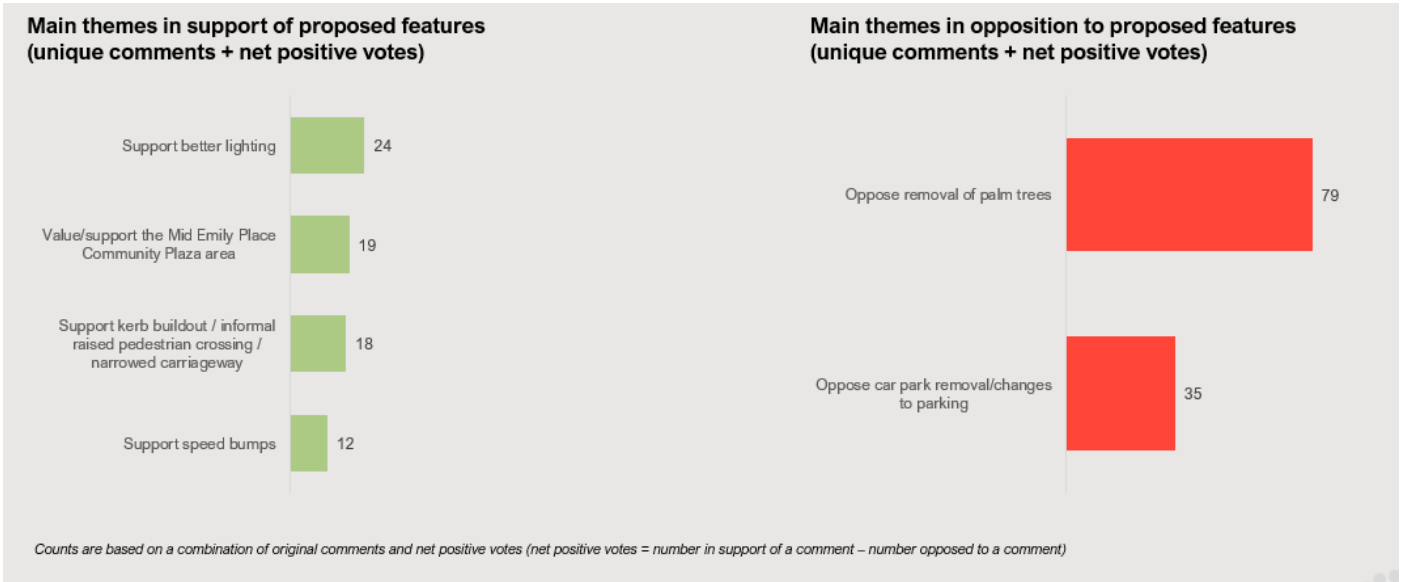 Main themes in support of proposed features
(unique comments + net positive votes)
Support better lighting
24
Value/support the Mid Emily Place
Community Plaza area
19
Support kerb buildout / informal
raised pedestrian crossing /
narrowed carriageway
18
Support speed bumps
12
Main themes in opposition to proposed features
(unique comments + net positive votes)
Oppose removal of palm trees
79
Oppose car park removal/changes
to parking
35
Counts are based on a combination of original comments and net positive votes (net positive votes = number in support of a comment – number opposed to a comment)